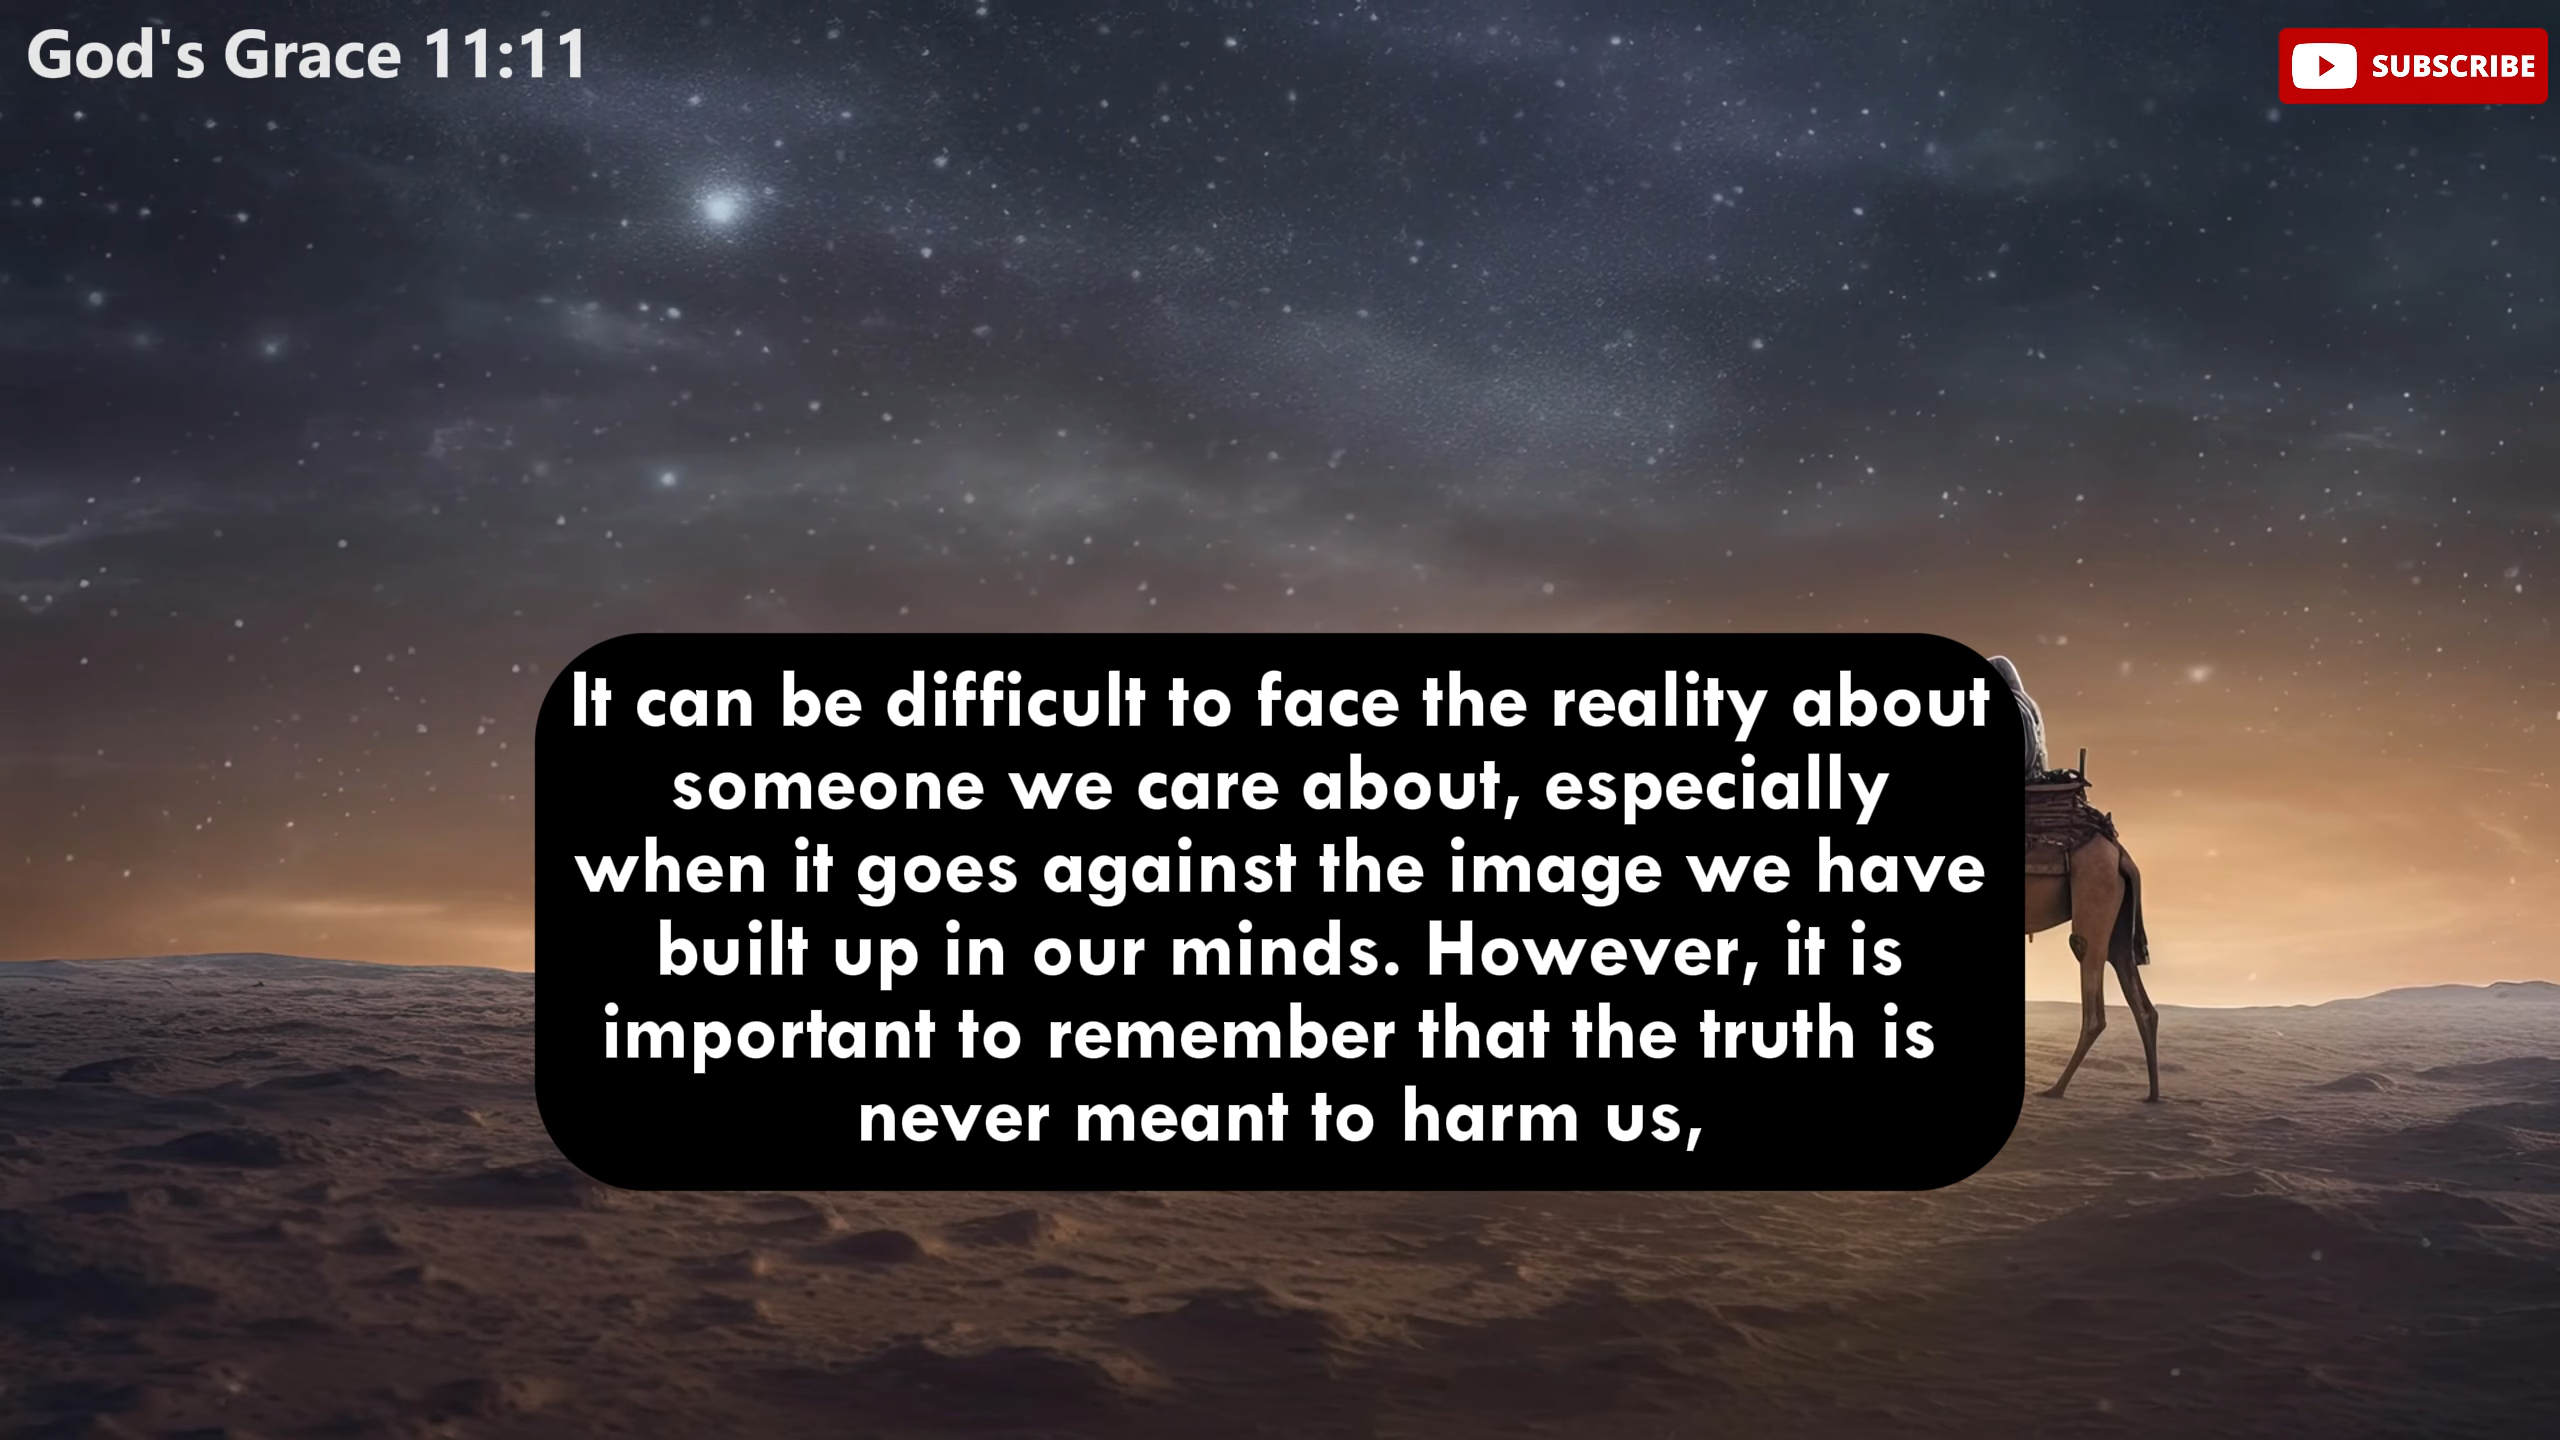 God's Grace 11:11
SUBSCRIBE
It can be difficult to face the reality about
someone we care about, especially
when it goes against the image we have
built up in our minds. However, it is
important to remember that the truth is
never meant to harm us,